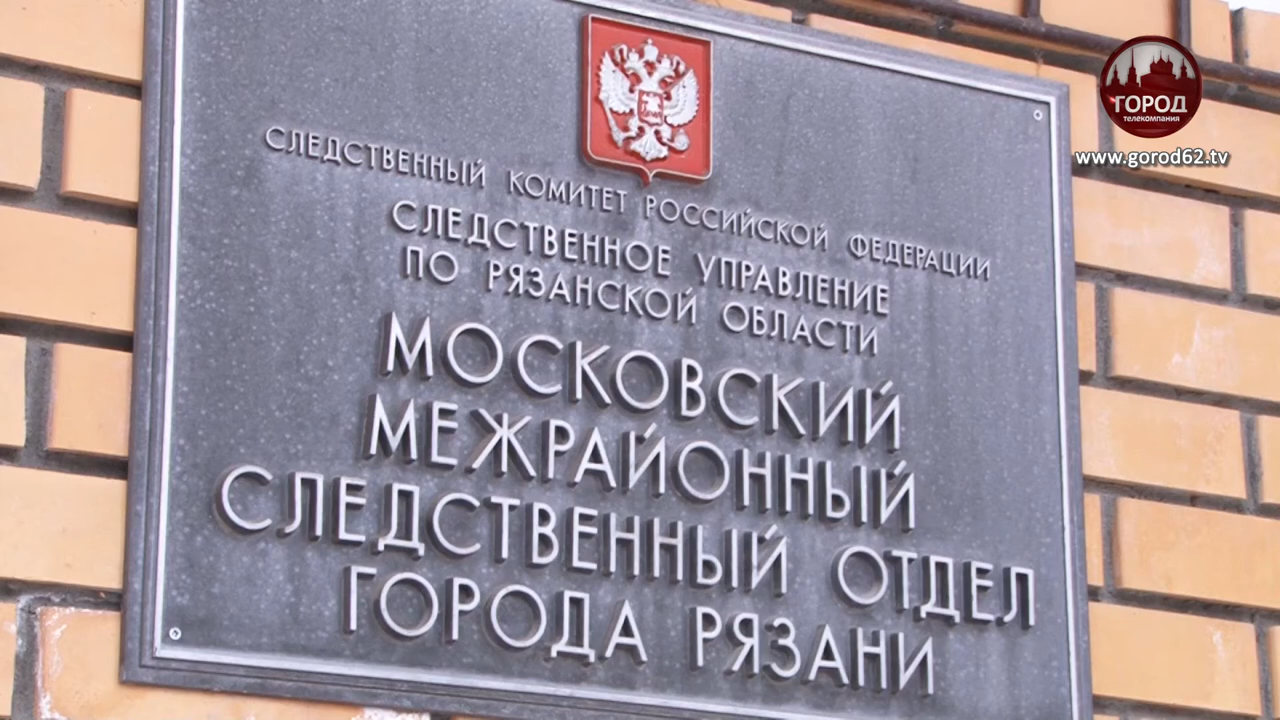 ГОРОД
телекомпания
www.gorod62.tv
СЛЕДСТВЕННЫЙ КОМИТЕТ РОССИЙСКОЙ ФЕДЕРАЦИИ
СЛЕДСТВЕННОЕ УПРАВЛЕНИЕ
ПО РЯЗАНСКОЙ ОБЛАСТИ
МОСКОВСКИЙ
МЕЖРАЙОННЫЙ
СЛЕДСТВЕННЫЙ ОТДЕЛ
ГОРОДА РЯЗАНИ